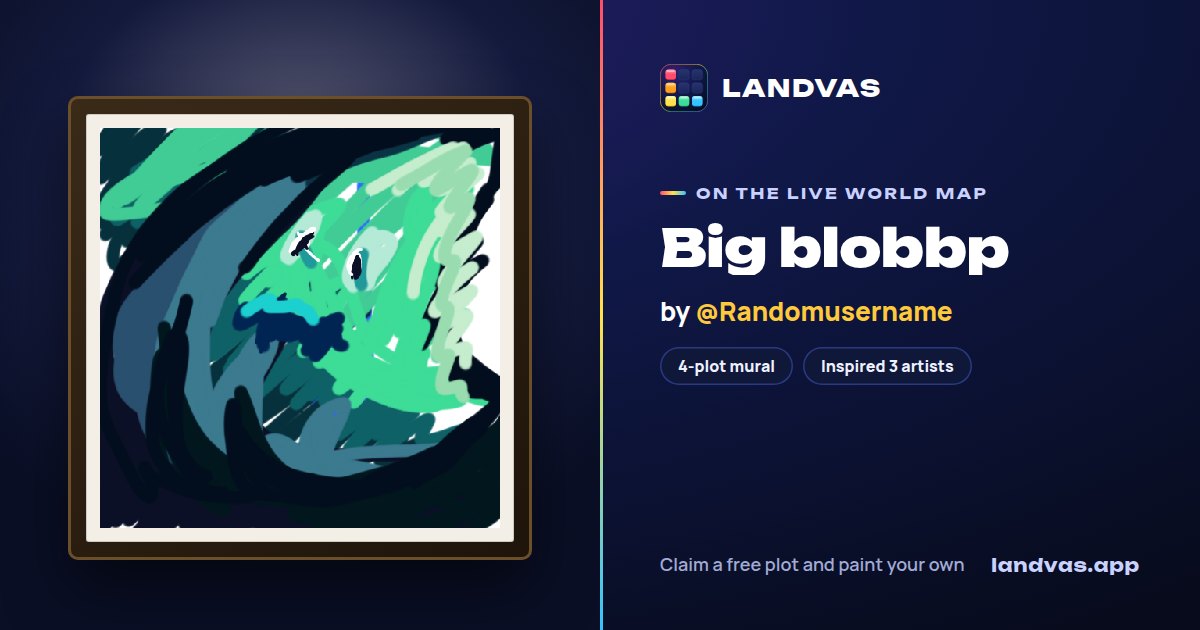 LANDVAS
ON THE LIVE WORLD MAP
Big blobbp
by @Randomusername
4-plot mural
Inspired 3 artists
Claim a free plot and paint your own
landvas.app